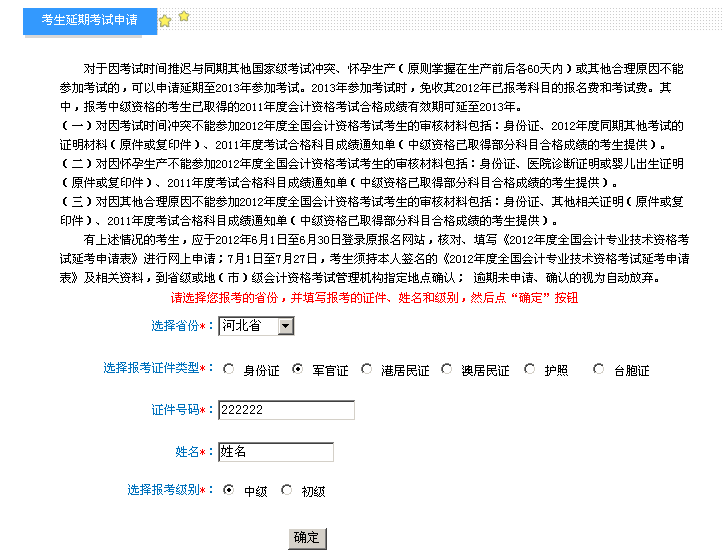 考生延期考试申请
对于因考试时间推迟与同期其他国家级考试冲突、怀孕生产（原则掌握在生产前后各60天内）或其他合理原因不能
参加考试的，可以申请延期至2013年参加考试。2013年参加考试时，免收其2012年已报考科目的报名费和考试费。其
中，报考中级资格的考生已取得的2011年度会计资格考试合格成绩有效期可延至2013年。
（一）对因考试时间冲突不能参加2012年度全国会计资格考试考生的审核材料包括：身份证、2012年度同期其他考试的
证明材料（原件或复印件）、2011年度考试合格科目成绩通知单（中级资格已取得部分科目合格成绩的考生提供）。
（二）对因怀孕生产不能参加2012年度全国会计资格考试考生的审核材料包括：身份证、医院诊断证明或婴儿出生证明
（原件或复印件）、2011年度考试合格科目成绩通知单（中级资格已取得部分科目合格成绩的考生提供）。
（三）对因其他合理原因不能参加2012年度全国会计资格考试考生的审核材料包括：身份证、其他相关证明（原件或复
印件）、2011年度考试合格科目成绩通知单（中级资格已取得部分科目合格成绩的考生提供）。
有上述情况的考生，应于2012年6月1日至6月30日登录原报名网站，核对、填写《2012年度全国会计专业技术资格考
试延考申请表》进行网上申请；7月1日至7月27日，考生须持本人签名的《2012年度全国会计专业技术资格延考申请
表》及相关资料，到省级或地（市）级会计资格考试管理机构指定地点确认； 逾期未申请、确认的视为自动放弃。
请选择您报考的省份，并填写报考的证件、姓名和级别，然后点“确定”按钮
选择省份*： 河北省
选择报考证件类型*： 身份证 军官证 港居民证 澳居民证 护照 台胞证
证件号码*： 222222
姓名*： 姓名
选择报考级别*： 中级 初级
确定